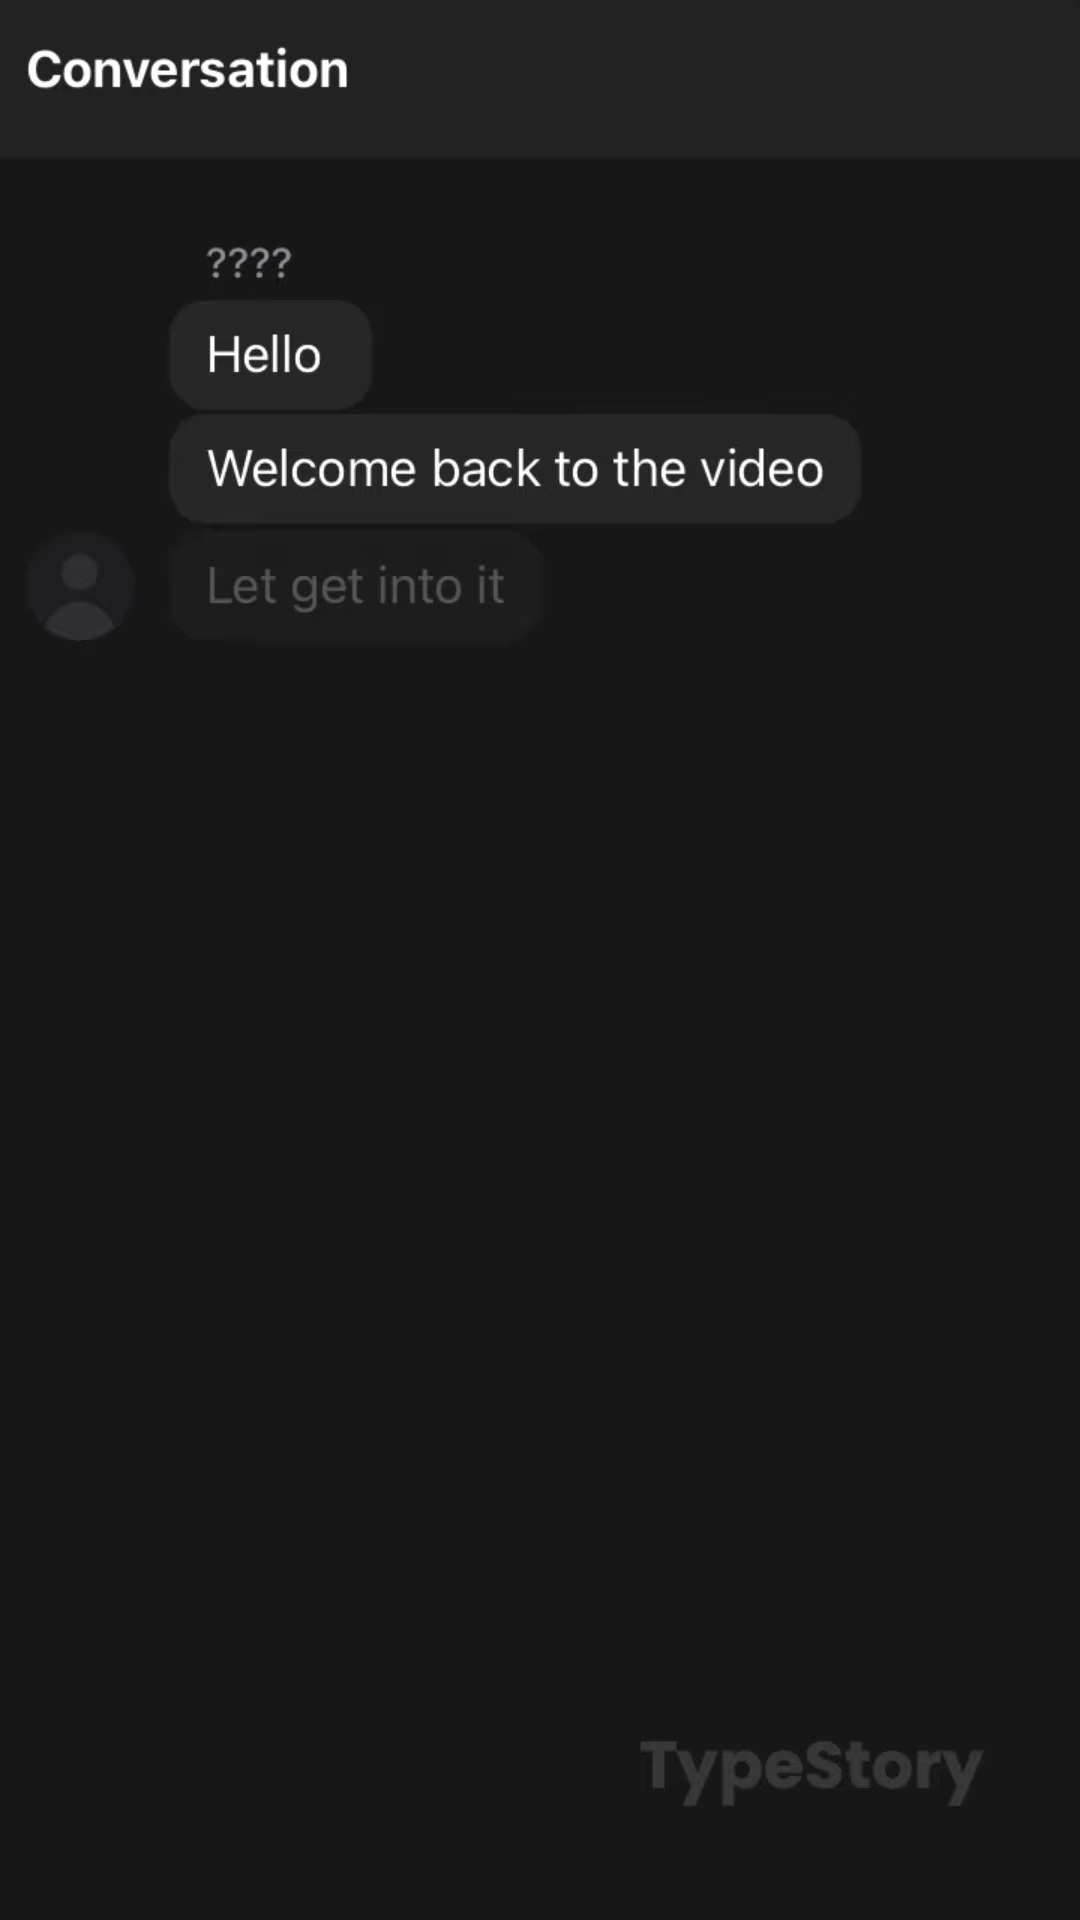 Conversation
????
Hello
Welcome back to the video
Let get into it
TypeStory